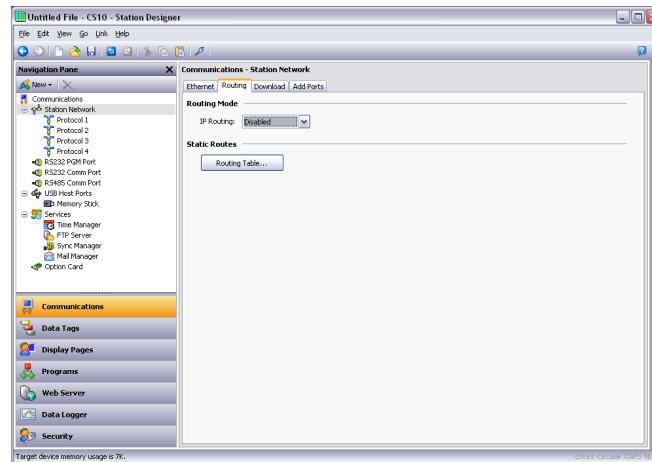 Untitled File - CS10 - Station Designer
File Edit View Go Link Help
Navigation Pane
New
Communications
Station Network
Protocol 1
Protocol 2
Protocol 3
Protocol 4
RS232 PGM Port
RS232 Comm Port
RS485 Comm Port
USB Host Ports
Memory Stick
Services
Time Manager
FTP Server
Sync Manager
Mail Manager
Option Card
Communications
Data Tags
Display Pages
Programs
Web Server
Data Logger
Security
Communications - Station Network
Ethernet Routing Download Add Ports
Routing Mode
IP Routing: Disabled
Static Routes
Routing Table...
Target device memory usage is 7K.
Errors Circular CAPS